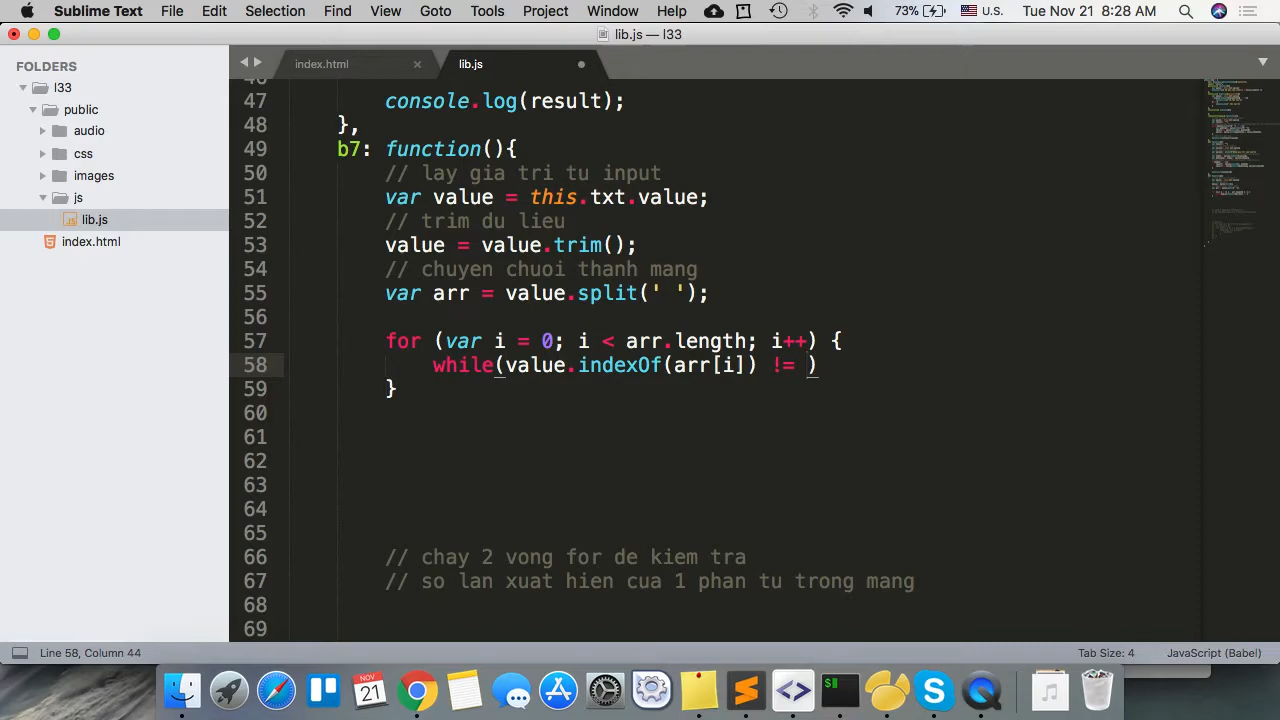 Sublime Text File Edit Selection Find View Goto Tools Project Window Help 73% U.S. Tue Nov 21 8:28 AM
lib.js — l33
FOLDERS
l33
public
audio
css
images
js
lib.js
index.html
index.html lib.js
46
47 console.log(result);
48 },
49 b7: function(){
50 // lay gia tri tu input
51 var value = this.txt.value;
52 // trim du lieu
53 value = value.trim();
54 // chuyen chuoi thanh mang
55 var arr = value.split(' ');
56
57 for (var i = 0; i < arr.length; i++) {
58 while(value.indexOf(arr[i]) != )
59 }
60
61
62
63
64
65
66 // chay 2 vong for de kiem tra
67 // so lan xuat hien cua 1 phan tu trong mang
68
69
Line 58, Column 44 Tab Size: 4 JavaScript (Babel)
NOV
21